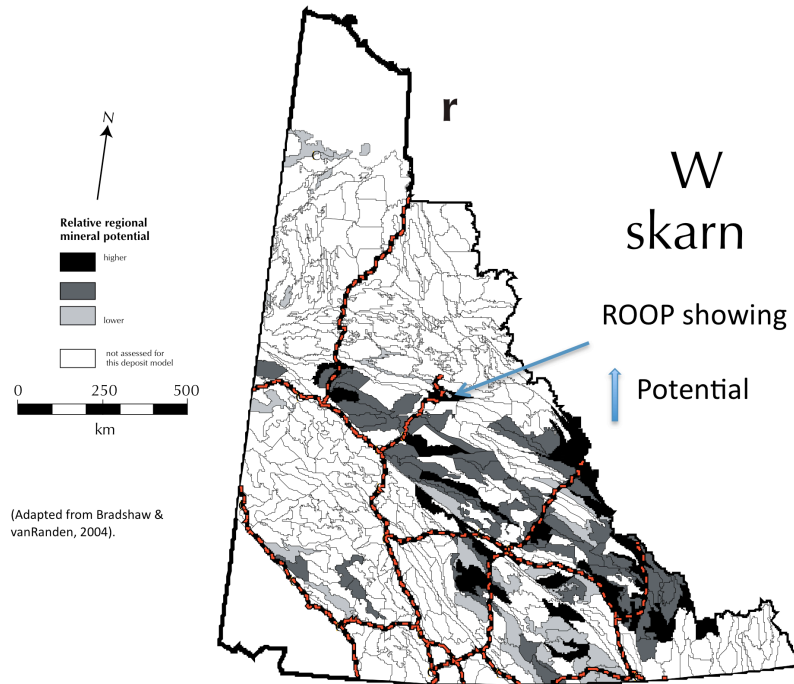 r
N
W
skarn
Relative regional
mineral potential
higher
lower
not assessed for
this deposit model
ROOP showing
Potential
0 250 500
km
(Adapted from Bradshaw &
vanRanden, 2004).